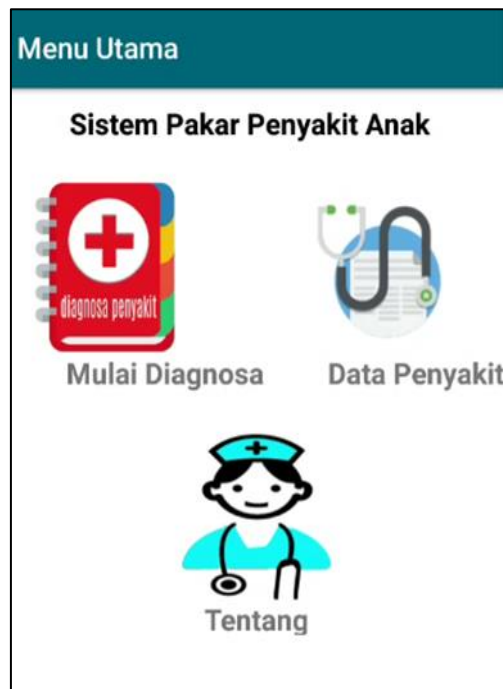 Menu Utama
Sistem Pakar Penyakit Anak
diagnosa penyakit
Mulai Diagnosa
Data Penyakit
Tentang